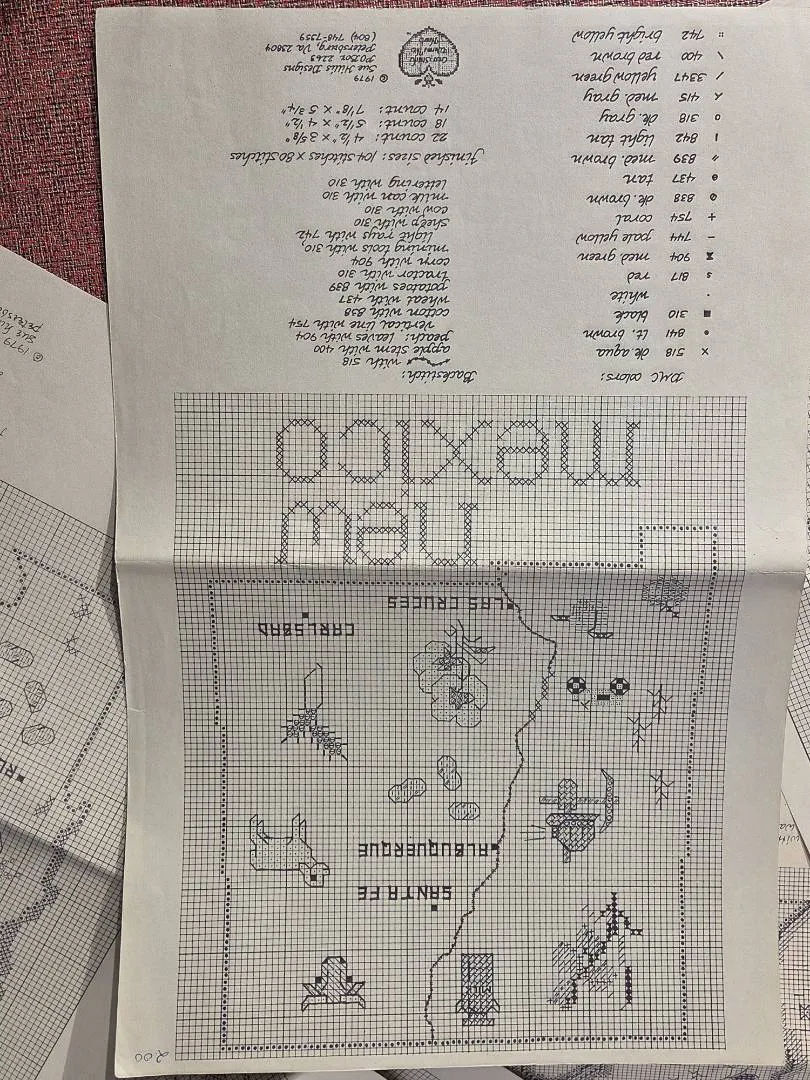 200
MILK
SANTA FE
ALBUQUERQUE
LAS CRUCES
CARLSBAD
new
mexico
DMC colors:
x 518 dk. aqua
• 841 lt. brown
■ 310 black
· white
s 817 red
⧗ 904 med. green
– 744 pale yellow
+ 754 coral
ø 838 dk. brown
437 tan
" 839 med. brown
ı 842 light tan
o 318 dk. gray
415 med. gray
/ 3347 yellow green
\ 400 red brown
:: 742 bright yellow
Backstitch:
with 518
apple stem with 400
peach: leaves with 904
vertical line with 754
cotton with 838
wheat with 437
potatoes with 839
tractor with 310
corn with 904
mining tools with 310,
light rays with 742
sheep with 310
cow with 310
milk can with 310
lettering with 310
Finished sizes: 104 stitches x 80 stitches
22 count: 4 1/2" x 3 5/8"
18 count: 5 1/2" x 4 1/2"
14 count: 7 1/8" x 5 3/4"
© 1979
Sue Hillis Designs
PO Box 2263
Petersburg, Va 23804
(804) 748-7359
© 1979